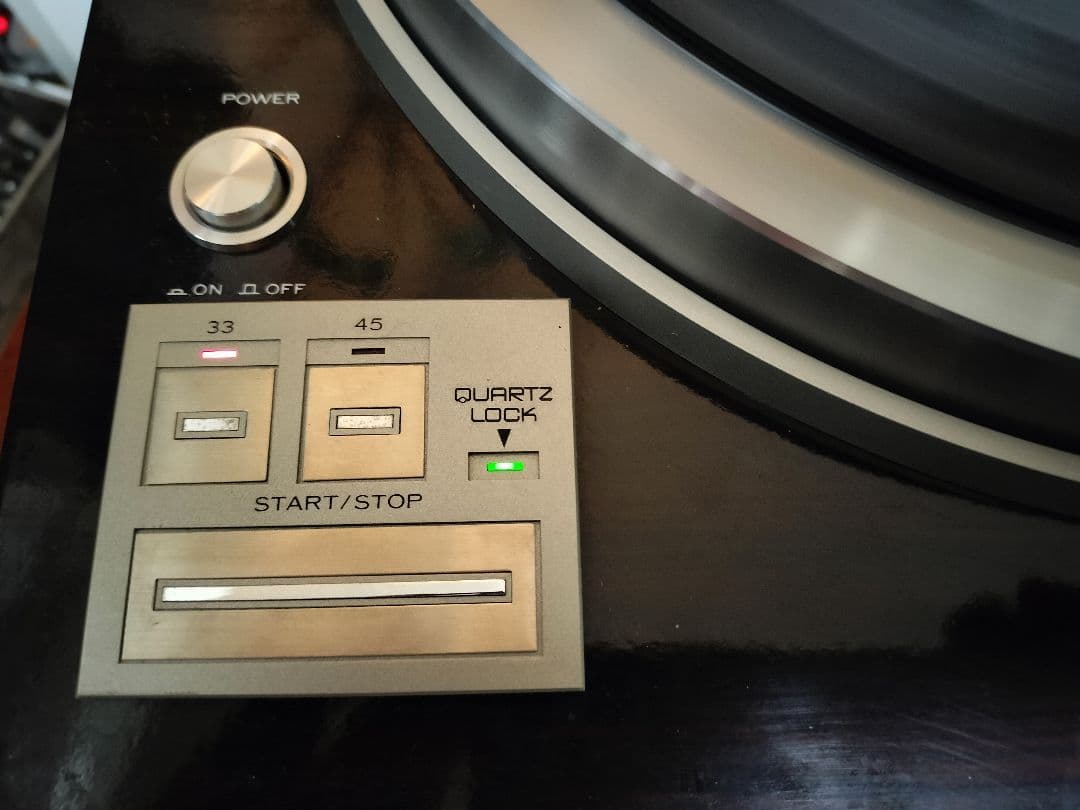 POWER
ON OFF
33 45
QUARTZ
LOCK
START/STOP